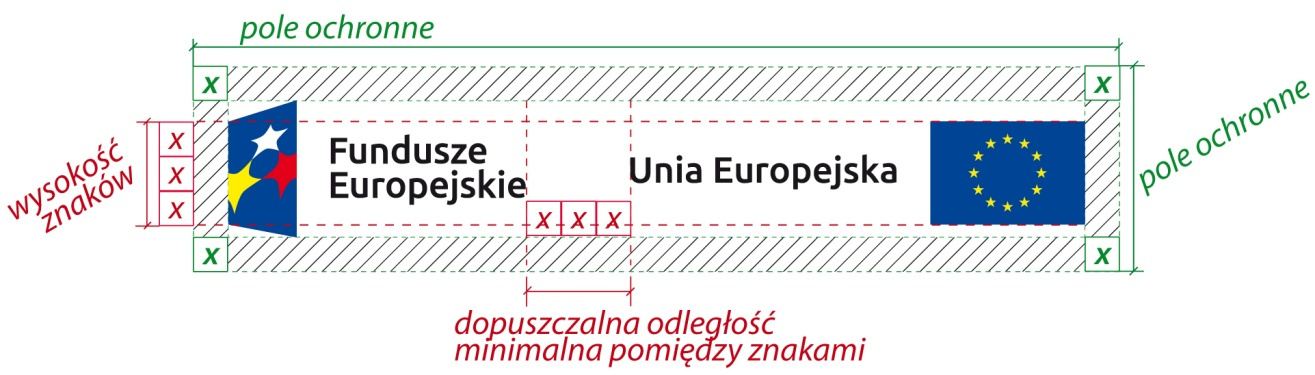 pole ochronne
x
x
pole ochronne
wysokość
znaków
x
x
x
Fundusze
Europejskie
Unia Europejska
x x x
x
x
dopuszczalna odległość
minimalna pomiędzy znakami